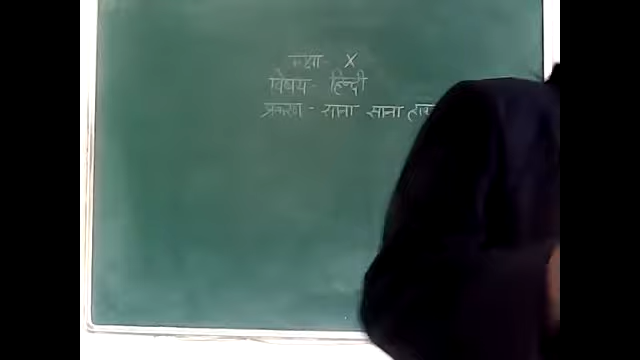 कक्षा - X
विषय - हिन्दी
प्रकरण - साना साना हाथ